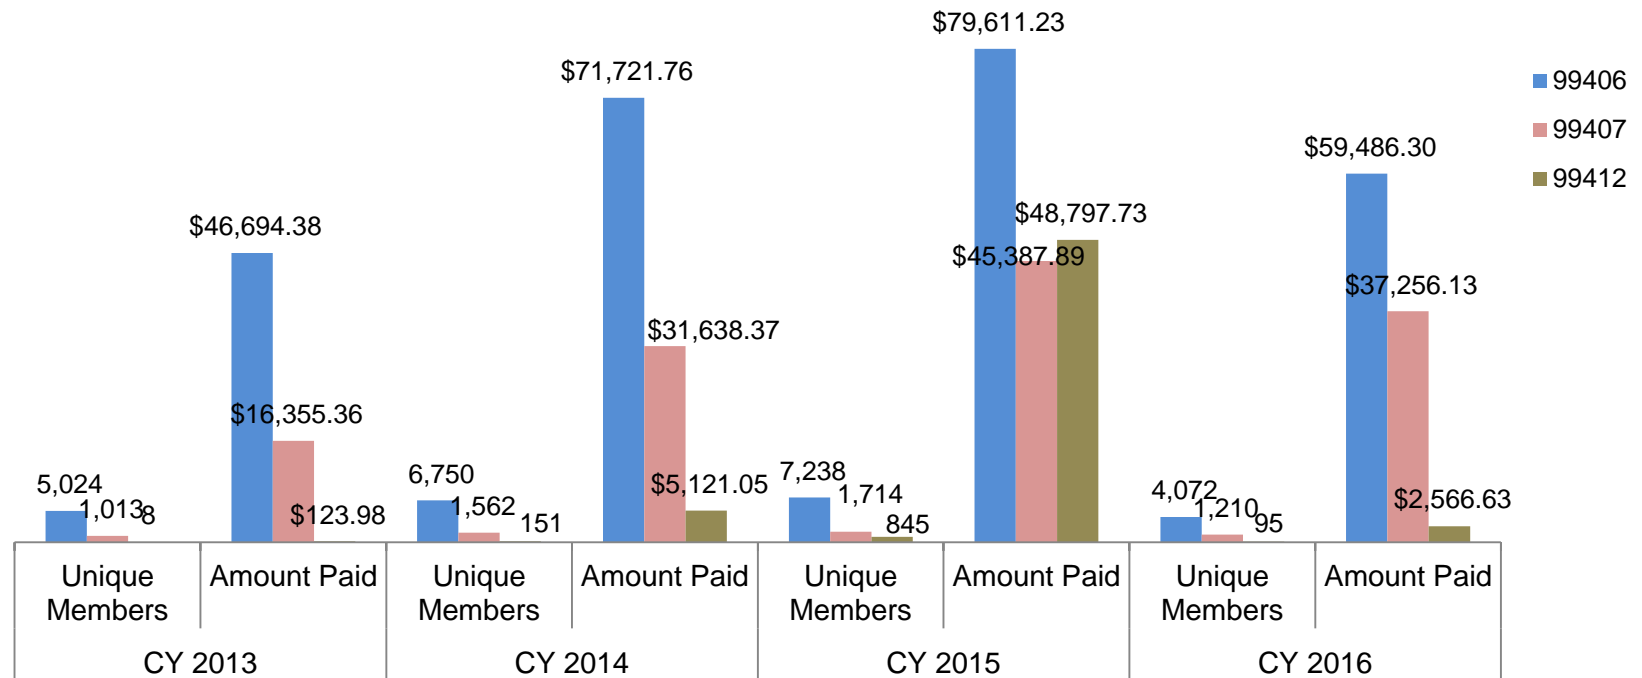 $79,611.23
$71,721.76
99406
99407
$59,486.30
99412
$48,797.73
$46,694.38
$45,387.89
$37,256.13
$31,638.37
$16,355.36
5,024
6,750
7,238
4,072
$5,121.05
$2,566.63
1,013
8
$123.98
1,562
151
1,714
845
1,210
95
Unique Members
Amount Paid
Unique Members
Amount Paid
Unique Members
Amount Paid
Unique Members
Amount Paid
CY 2013
CY 2014
CY 2015
CY 2016